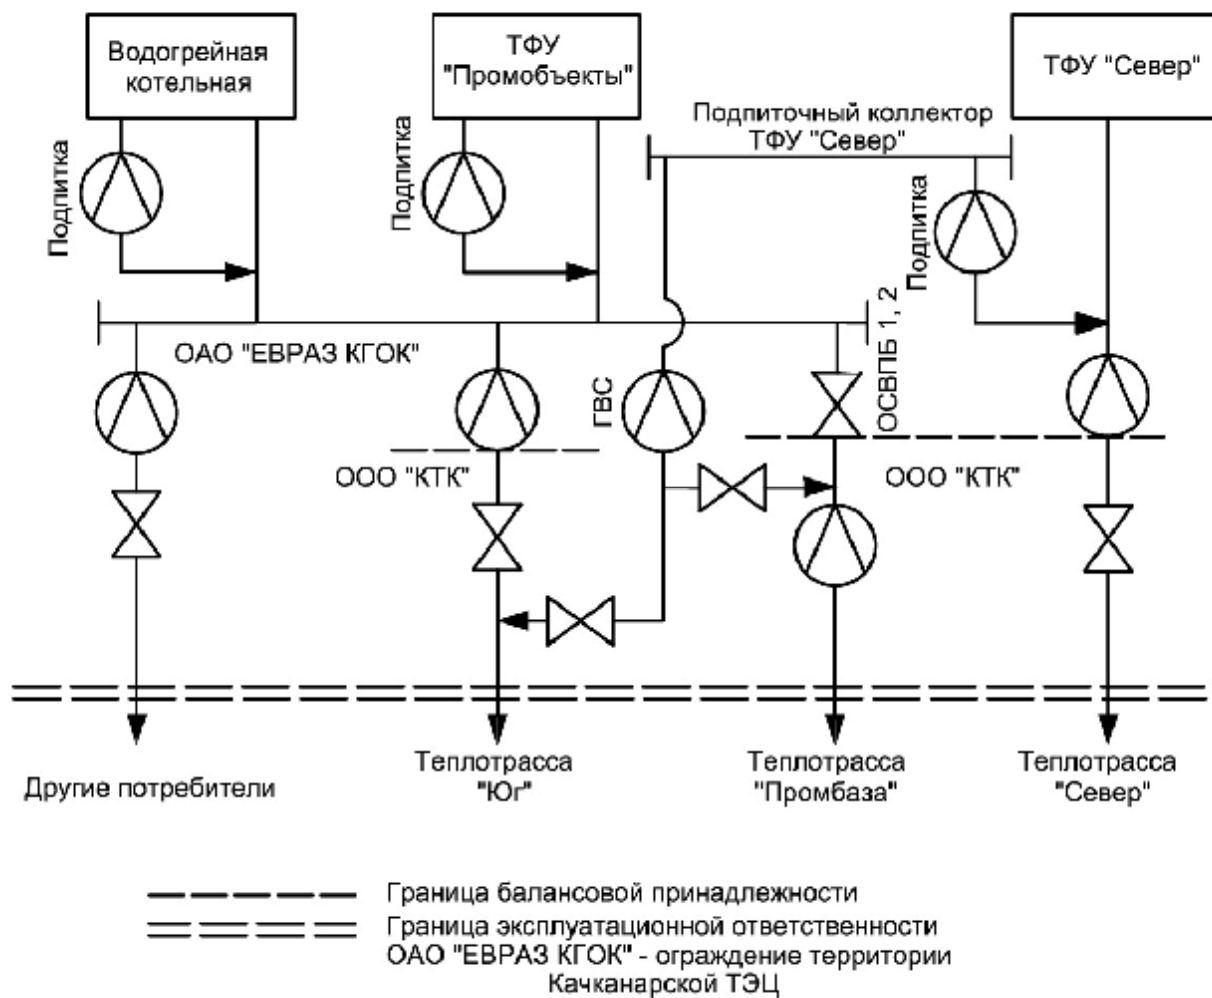 Водогрейная
котельная
ТФУ
"Промобъекты"
ТФУ "Север"
Подпиточный коллектор
ТФУ "Север"
Подпитка
Подпитка
Подпитка
ОАО "ЕВРАЗ КГОК"
ГВС
ОСВПБ 1, 2
ООО "КТК"
ООО "КТК"
Другие потребители
Теплотрасса
"Юг"
Теплотрасса
"Промбаза"
Теплотрасса
"Север"
Граница балансовой принадлежности
Граница эксплуатационной ответственности
ОАО "ЕВРАЗ КГОК" - ограждение территории
Качканарской ТЭЦ